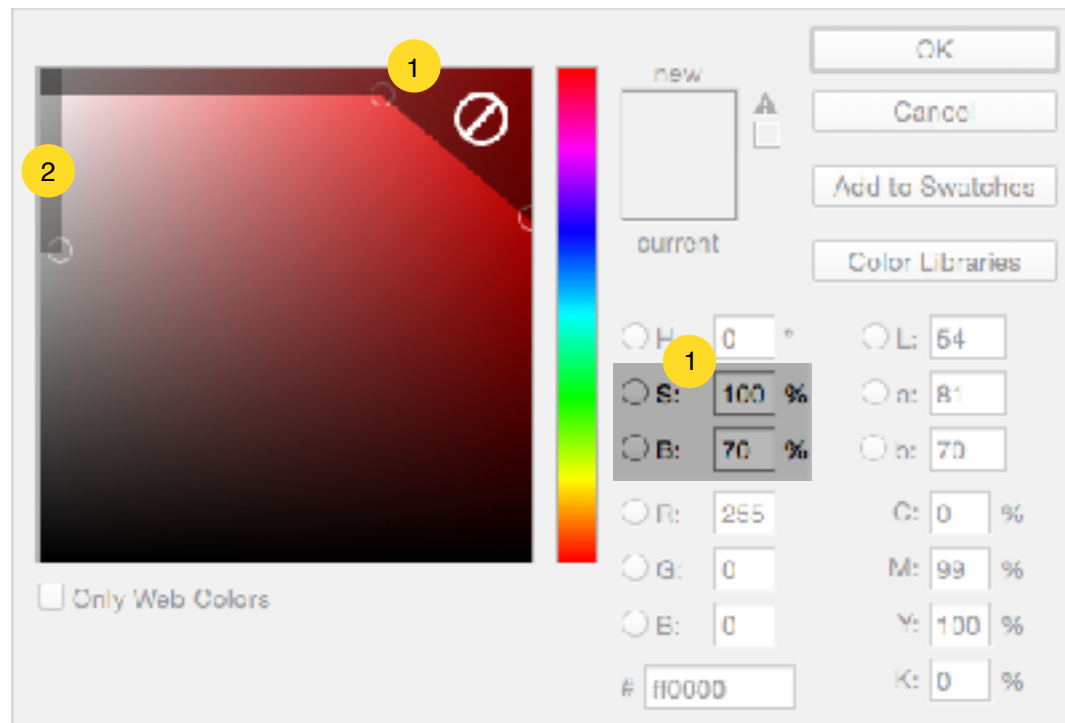 1
OK
new
Cancel
2
Add to Swatches
current
Color Libraries
H: 0 °
L: 54
1
S: 100 %
a: 81
B: 70 %
b: 70
R: 255
C: 0 %
G: 0
M: 99 %
Only Web Colors
B: 0
Y: 100 %
# ff0000
K: 0 %